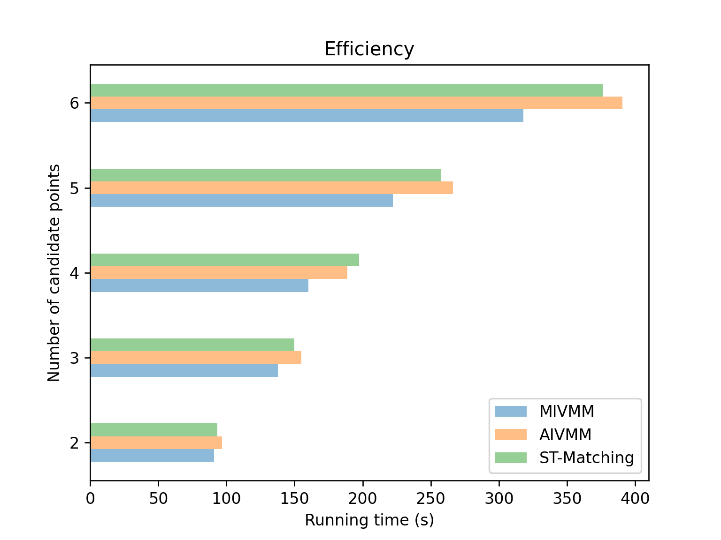 Efficiency
Number of candidate points
6
5
4
3
2
MIVMM
AIVMM
ST-Matching
0 50 100 150 200 250 300 350 400
Running time (s)